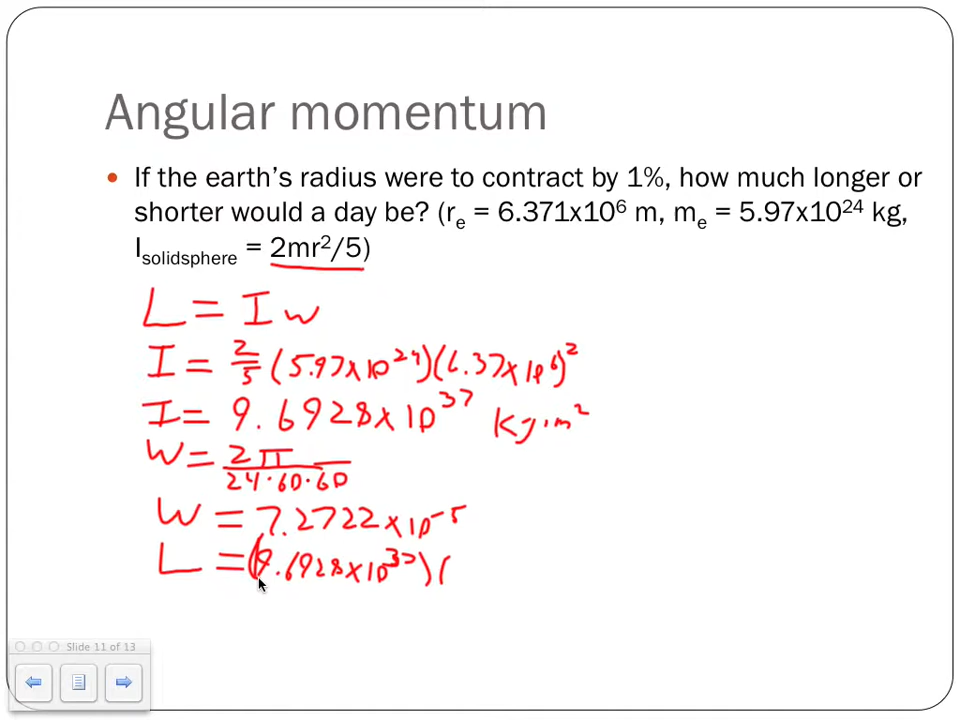 Angular momentum
• If the earth's radius were to contract by 1%, how much longer or
shorter would a day be? (rₑ = 6.371x10⁶ m, mₑ = 5.97x10²⁴ kg,
Isolidsphere = 2mr²/5)
L = I w
I = 2/5 (5.97x10²⁴)(6.37x10⁶)²
I = 9.6928x10³⁷ kg·m²
W = 2π/24·60·60
W = 7.2722x10⁻⁵
L = (9.6928x10³⁷)(
Slide 11 of 13